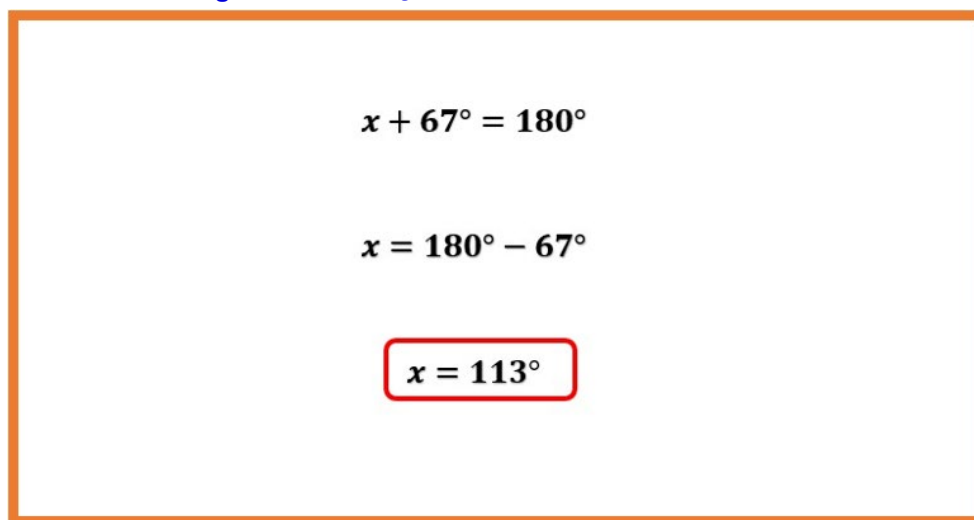 x + 67° = 180°
x = 180° − 67°
x = 113°